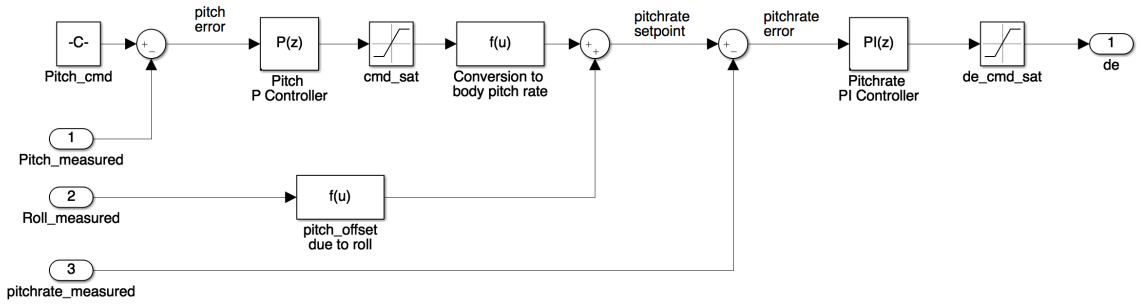 pitch
error
pitchrate
setpoint
pitchrate
error
-C-
Pitch_cmd
+
−
P(z)
Pitch
P Controller
cmd_sat
f(u)
Conversion to
body pitch rate
+
+
+
−
PI(z)
Pitchrate
PI Controller
de_cmd_sat
1
de
1
Pitch_measured
2
Roll_measured
f(u)
pitch_offset
due to roll
3
pitchrate_measured